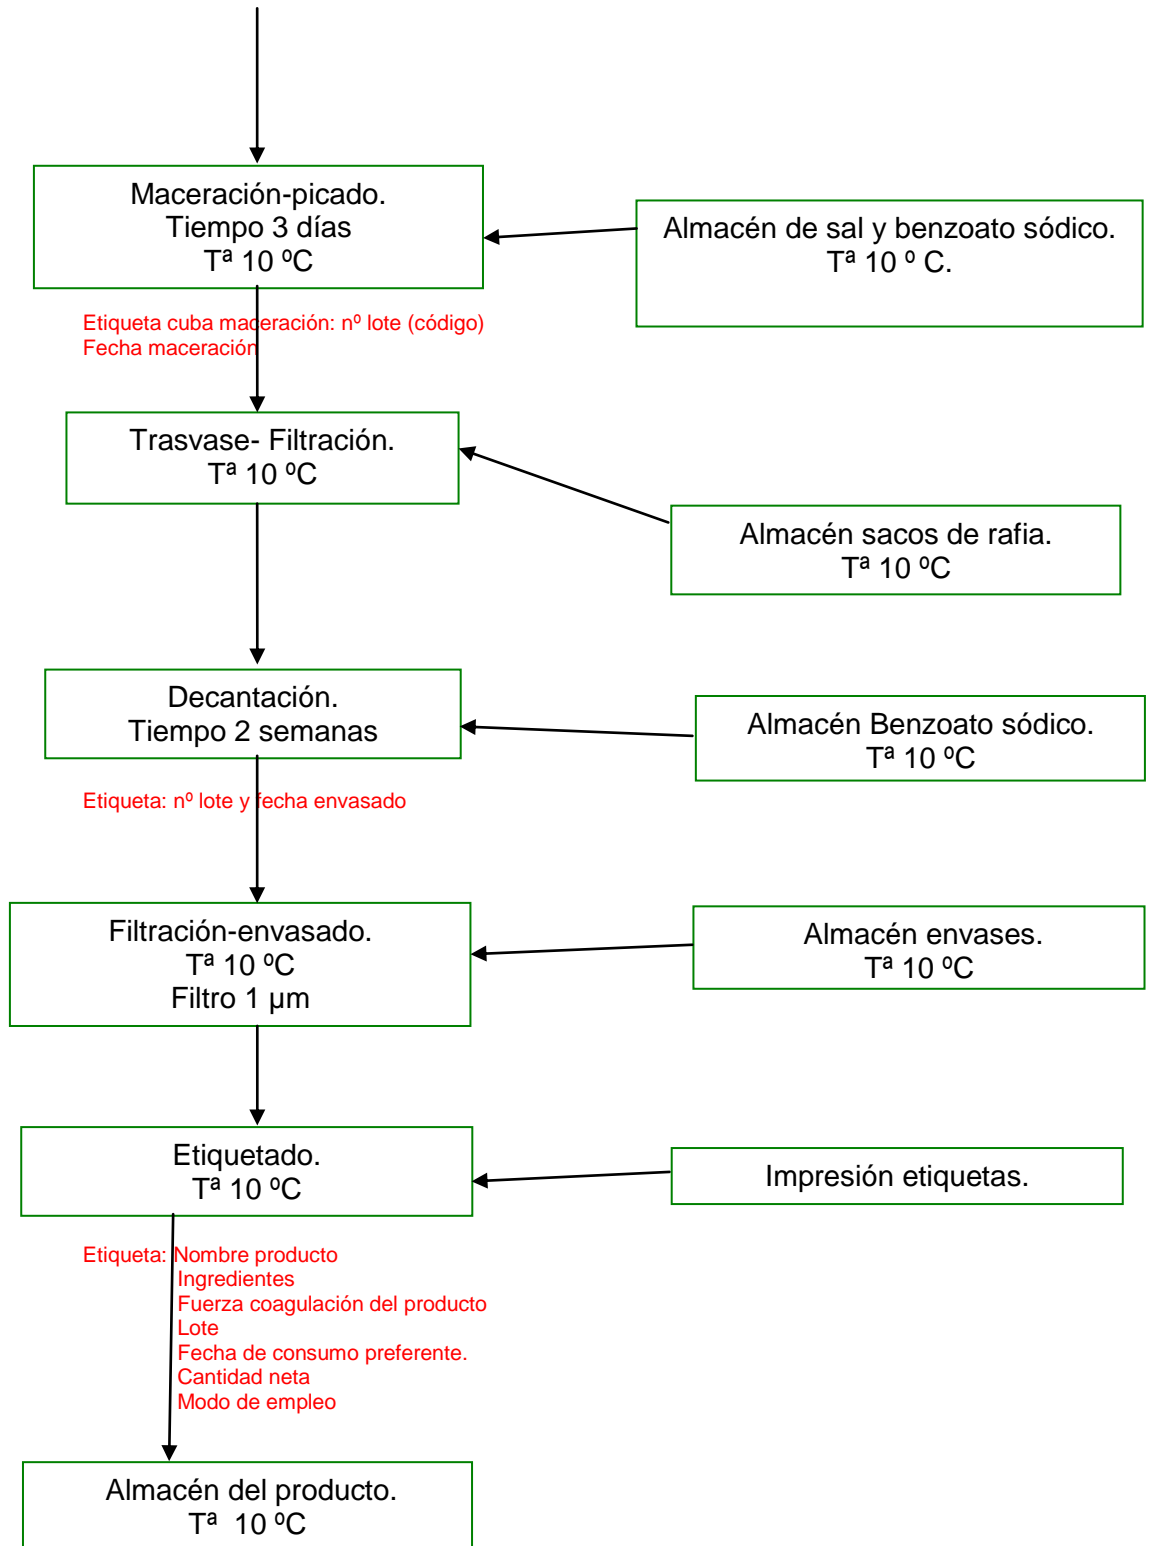 Maceración-picado.
Tiempo 3 días
Tª 10 ºC
Almacén de sal y benzoato sódico.
Tª 10 º C.
Etiqueta cuba maceración: nº lote (código)
Fecha maceración
Trasvase- Filtración.
Tª 10 ºC
Almacén sacos de rafia.
Tª 10 ºC
Decantación.
Tiempo 2 semanas
Almacén Benzoato sódico.
Tª 10 ºC
Etiqueta: nº lote y fecha envasado
Filtración-envasado.
Tª 10 ºC
Filtro 1 µm
Almacén envases.
Tª 10 ºC
Etiquetado.
Tª 10 ºC
Impresión etiquetas.
Etiqueta: Nombre producto
Ingredientes
Fuerza coagulación del producto
Lote
Fecha de consumo preferente.
Cantidad neta
Modo de empleo
Almacén del producto.
Tª  10 ºC